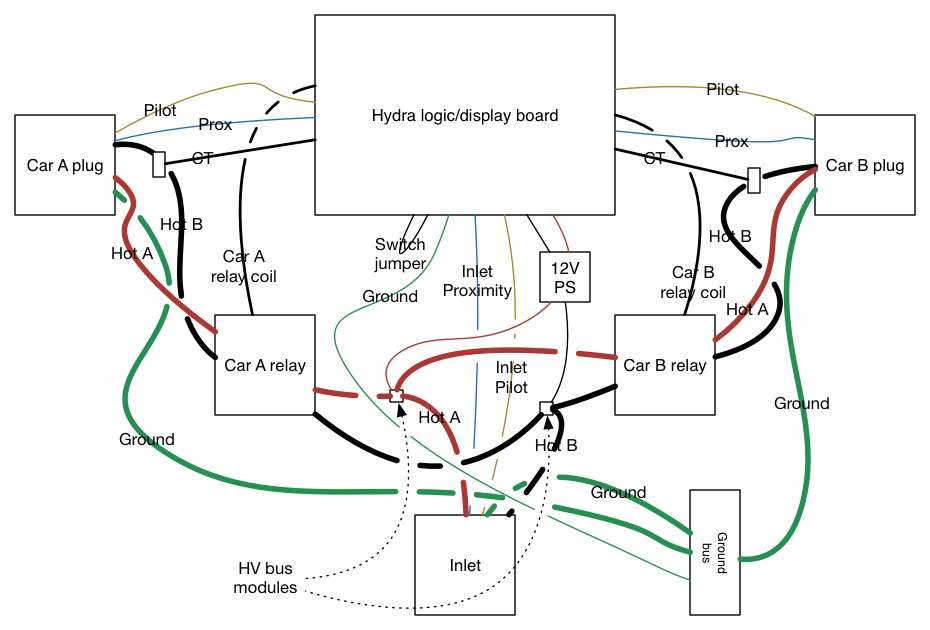 Pilot
Prox
CT
Hydra logic/display board
Pilot
Prox
CT
Car A plug
Car B plug
Hot B
Hot A
Car A
relay coil
Switch
jumper
Ground
Inlet
Proximity
12V
PS
Hot B
Car B
relay coil
Hot A
Car A relay
Inlet
Pilot
Car B relay
Hot A
Hot B
Ground
Ground
Ground
Ground
bus
Inlet
HV bus
modules